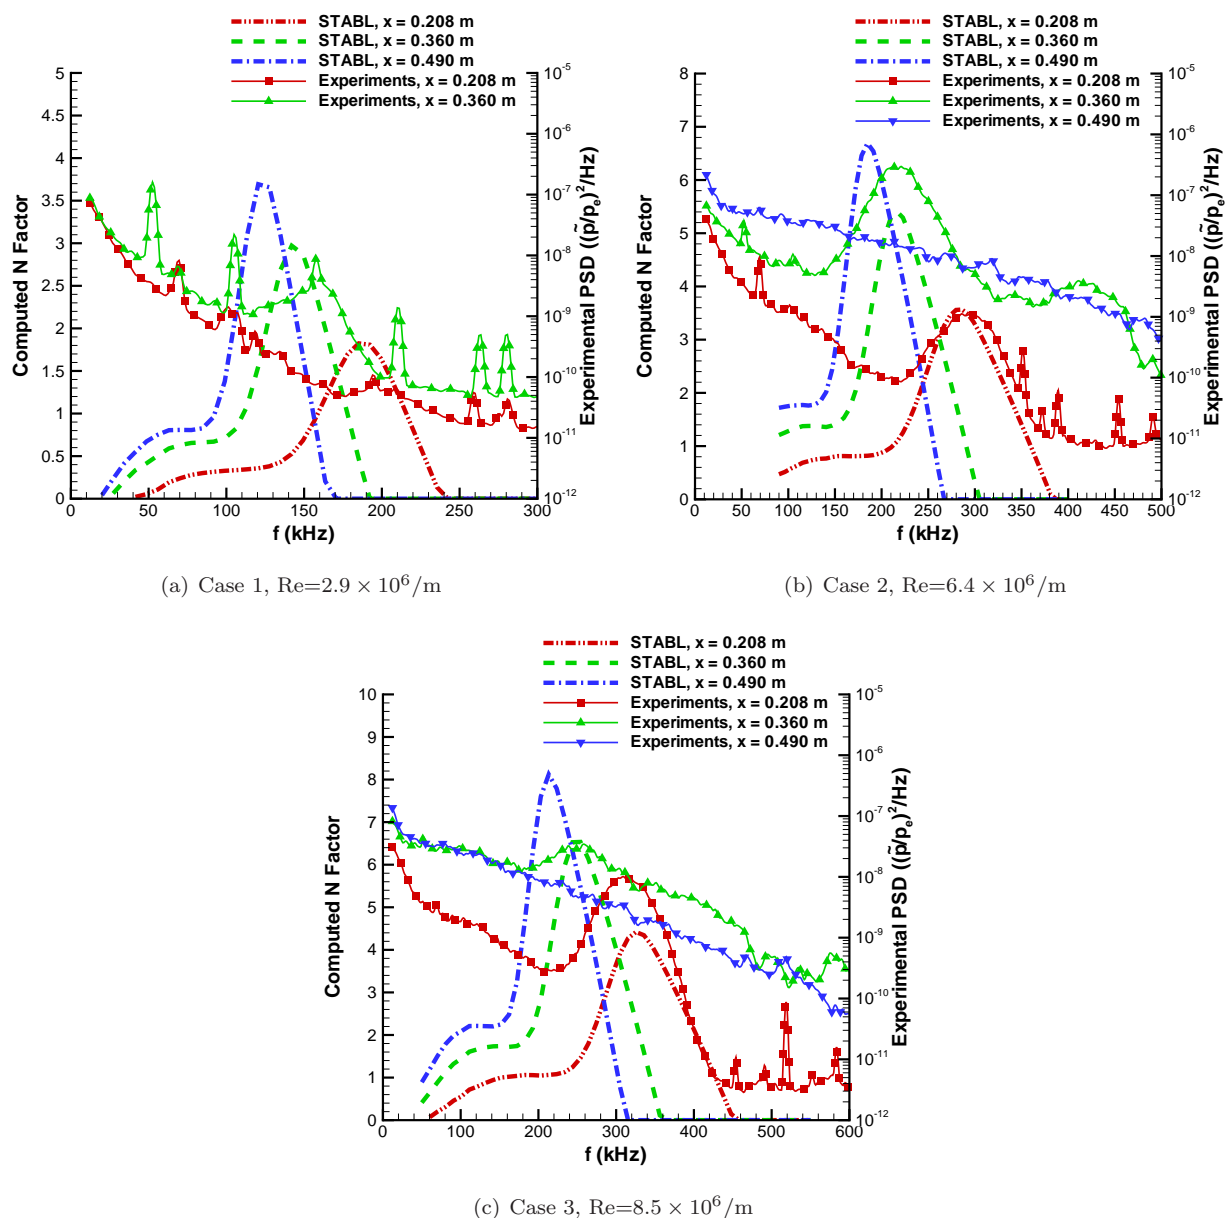 STABL, x = 0.208 m
STABL, x = 0.360 m
STABL, x = 0.490 m
Experiments, x = 0.208 m
Experiments, x = 0.360 m
5
4.5
4
3.5
3
2.5
2
1.5
1
0.5
0
Computed N Factor
0 50 100 150 200 250 300
f (kHz)
10^-5
10^-6
10^-7
10^-8
10^-9
10^-10
10^-11
10^-12
Experimental PSD ((p̃/p_e)^2/Hz)
(a) Case 1, Re=2.9 × 10^6/m
STABL, x = 0.208 m
STABL, x = 0.360 m
STABL, x = 0.490 m
Experiments, x = 0.208 m
Experiments, x = 0.360 m
Experiments, x = 0.490 m
8
7
6
5
4
3
2
1
0
Computed N Factor
0 50 100 150 200 250 300 350 400 450 500
f (kHz)
10^-5
10^-6
10^-7
10^-8
10^-9
10^-10
10^-11
10^-12
Experimental PSD ((p̃/p_e)^2/Hz)
(b) Case 2, Re=6.4 × 10^6/m
STABL, x = 0.208 m
STABL, x = 0.360 m
STABL, x = 0.490 m
Experiments, x = 0.208 m
Experiments, x = 0.360 m
Experiments, x = 0.490 m
10
9
8
7
6
5
4
3
2
1
0
Computed N Factor
0 100 200 300 400 500 600
f (kHz)
10^-5
10^-6
10^-7
10^-8
10^-9
10^-10
10^-11
10^-12
Experimental PSD ((p̃/p_e)^2/Hz)
(c) Case 3, Re=8.5 × 10^6/m